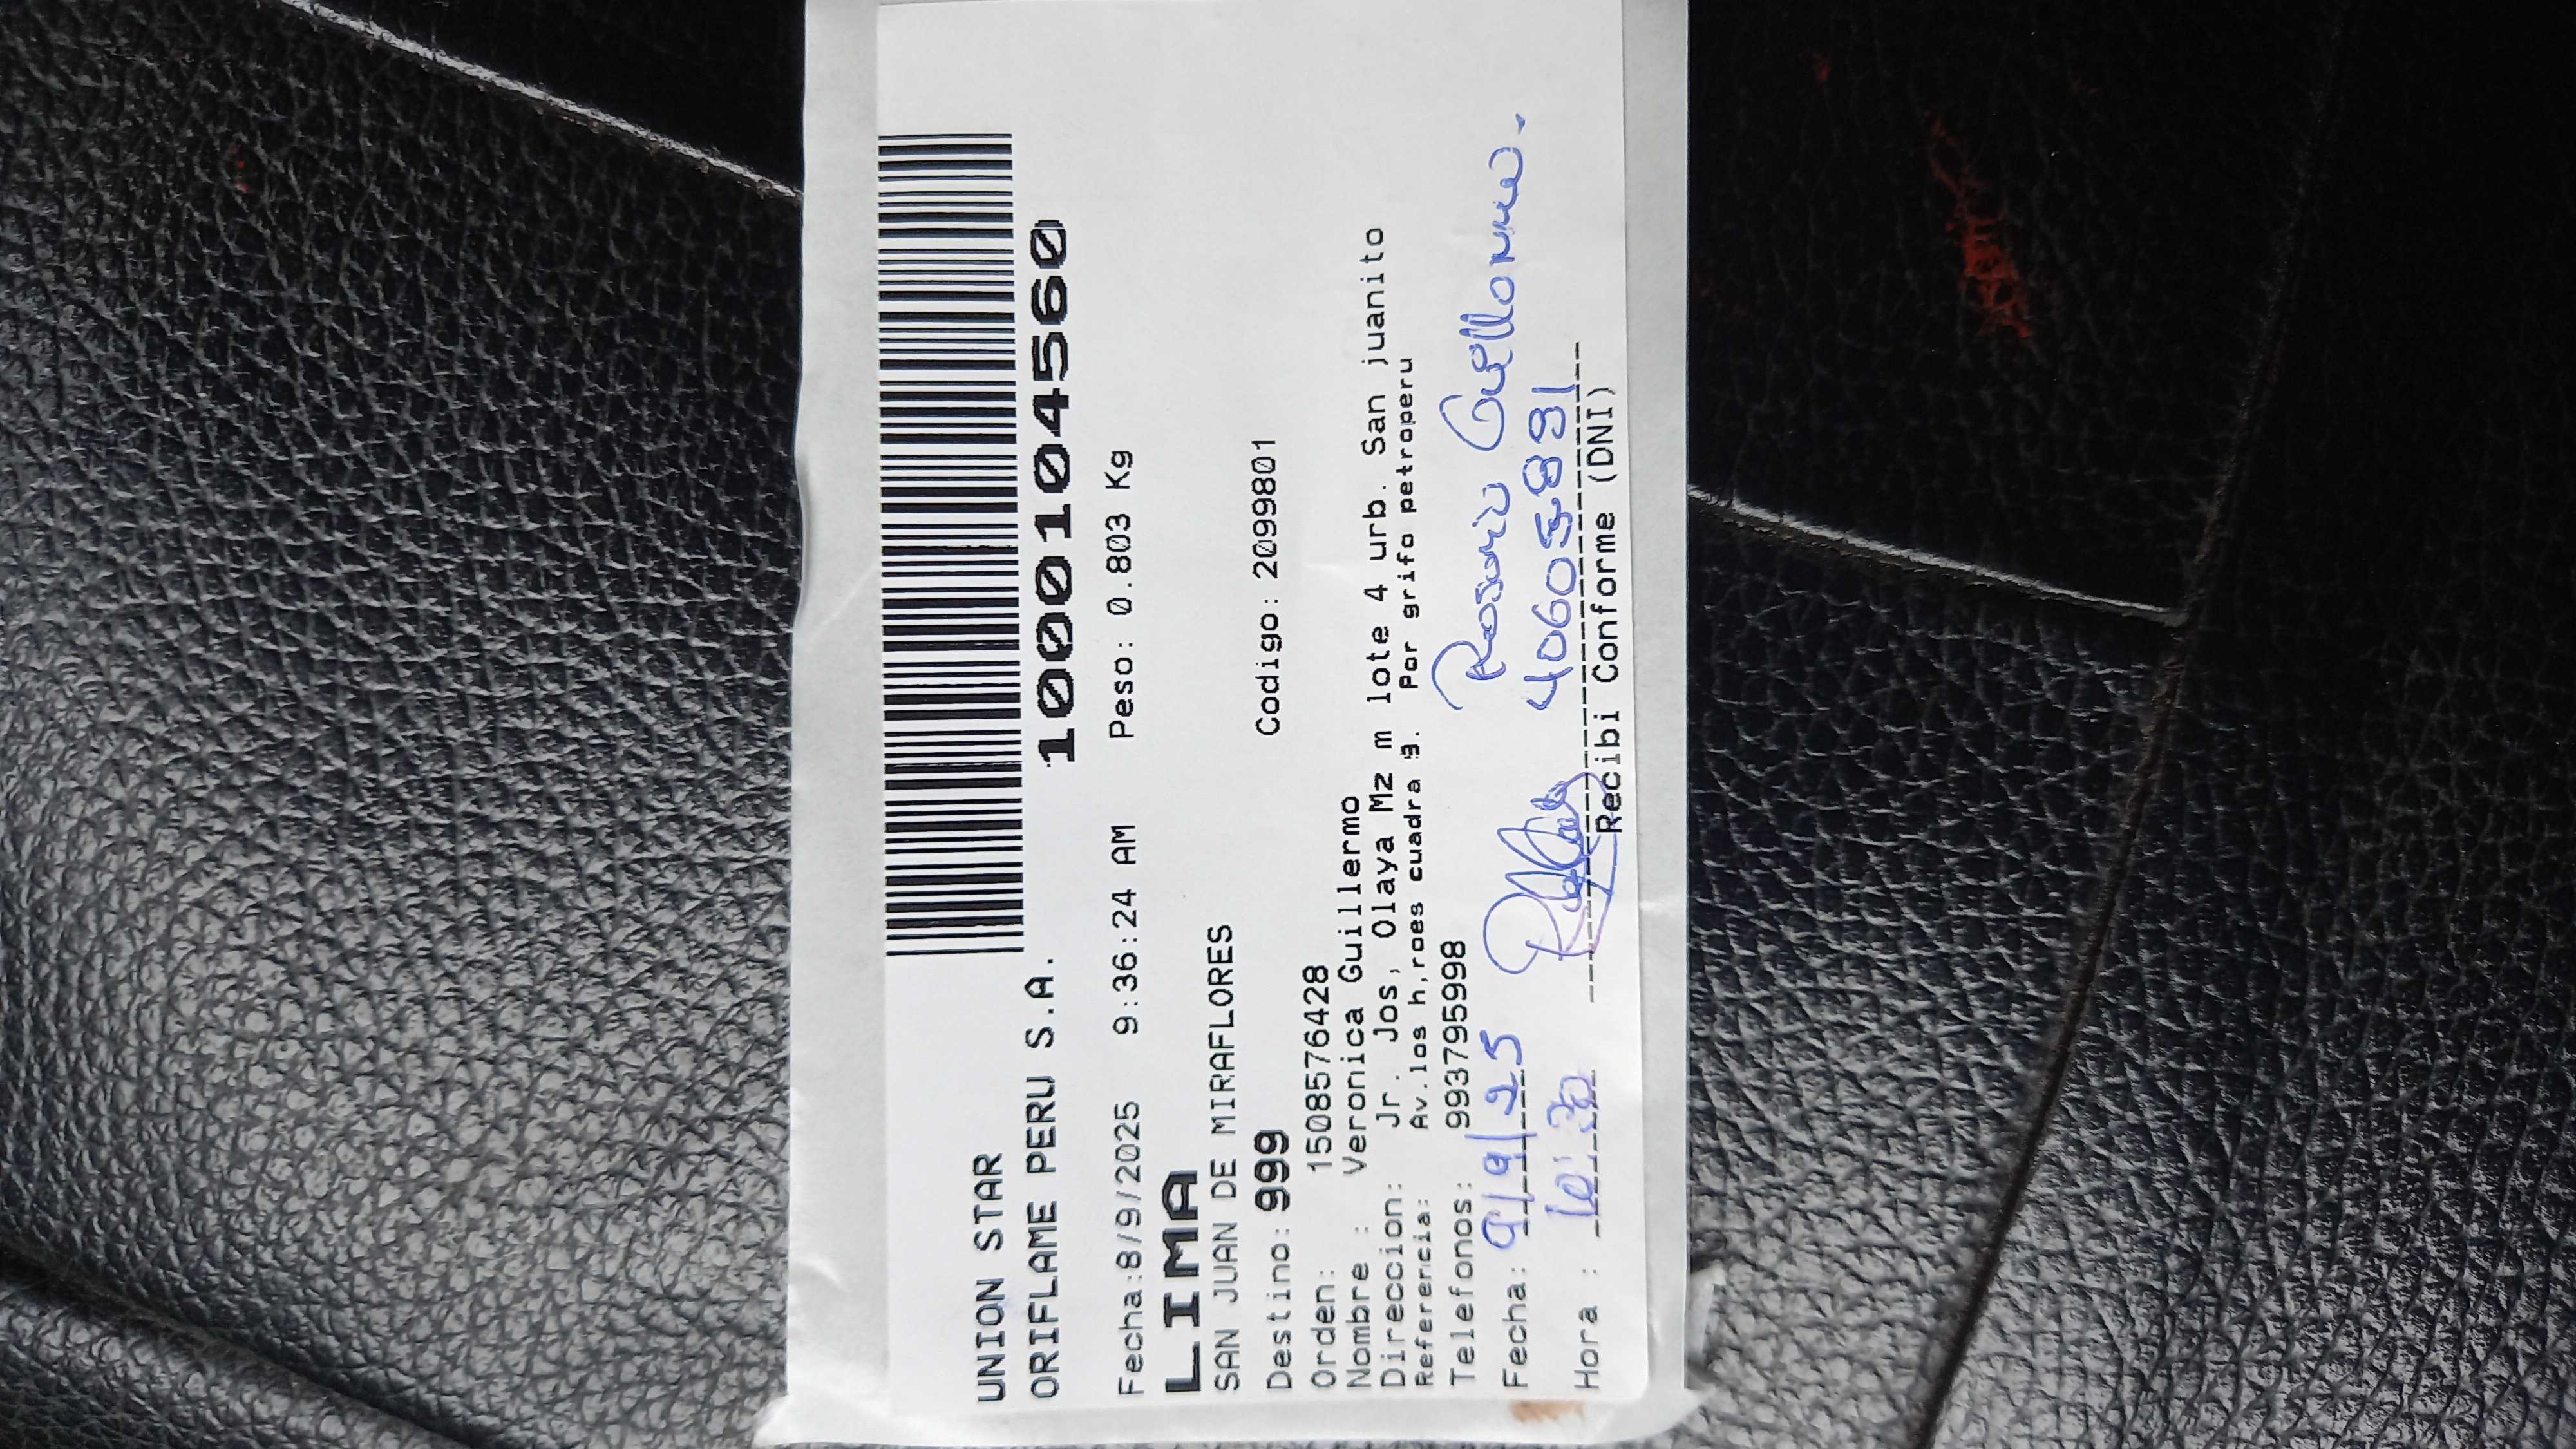 UNION STAR
ORIFLAME PERU S.A.
1000104560
Fecha:8/9/2025 9:36:24 AM Peso: 0.803 Kg
LIMA
SAN JUAN DE MIRAFLORES
Destino: 999 Codigo: 2099801
Orden: 1508576428
Nombre : Veronica Guillermo
Direccion: Jr. Jos, Olaya Mz m lote 4 urb. San juanito
Referencia: Av.los h,roes cuadra 9. Por grifo petroperu
Telefonos: 993795998
Rosario Guillermo.
Fecha: 9/9/25 40605891
Hora : 10:30
Recibi Conforme (DNI)